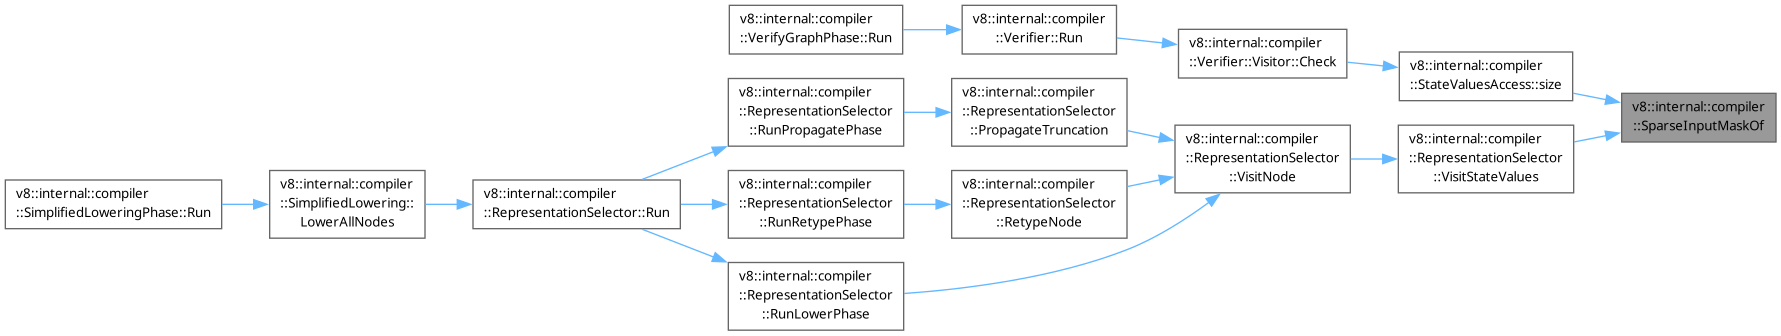 v8::internal::compiler
::VerifyGraphPhase::Run
v8::internal::compiler
::Verifier::Run
v8::internal::compiler
::Verifier::Visitor::Check
v8::internal::compiler
::StateValuesAccess::size
v8::internal::compiler
::SparseInputMaskOf
v8::internal::compiler
::RepresentationSelector
::RunPropagatePhase
v8::internal::compiler
::RepresentationSelector
::PropagateTruncation
v8::internal::compiler
::RepresentationSelector
::VisitNode
v8::internal::compiler
::RepresentationSelector
::VisitStateValues
v8::internal::compiler
::SimplifiedLoweringPhase::Run
v8::internal::compiler
::SimplifiedLowering::
LowerAllNodes
v8::internal::compiler
::RepresentationSelector::Run
v8::internal::compiler
::RepresentationSelector
::RunRetypePhase
v8::internal::compiler
::RepresentationSelector
::RetypeNode
v8::internal::compiler
::RepresentationSelector
::RunLowerPhase